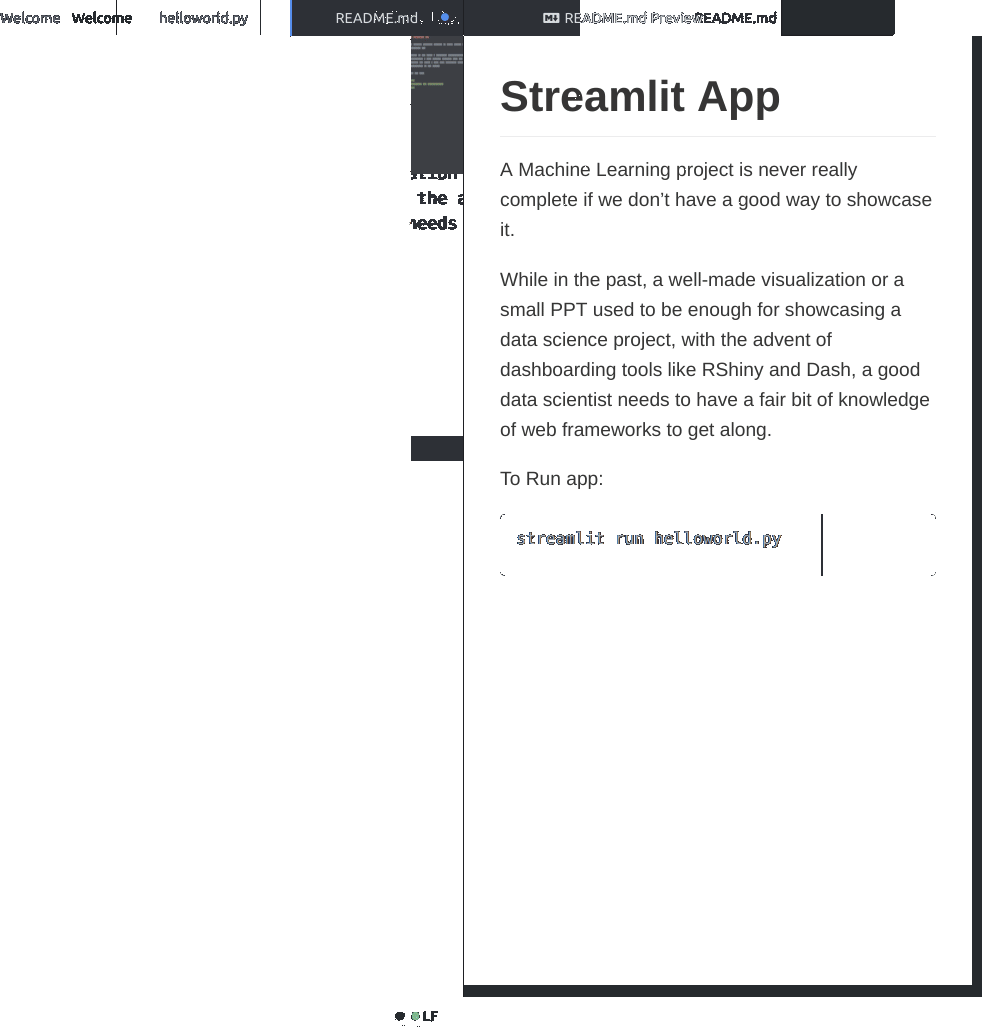 Welcome Welcome helloworld.py README.md README.md Preview README.md
the a
needs
Streamlit App
A Machine Learning project is never really
complete if we don’t have a good way to showcase
it.
While in the past, a well-made visualization or a
small PPT used to be enough for showcasing a
data science project, with the advent of
dashboarding tools like RShiny and Dash, a good
data scientist needs to have a fair bit of knowledge
of web frameworks to get along.
To Run app:
streamlit run helloworld.py
LF